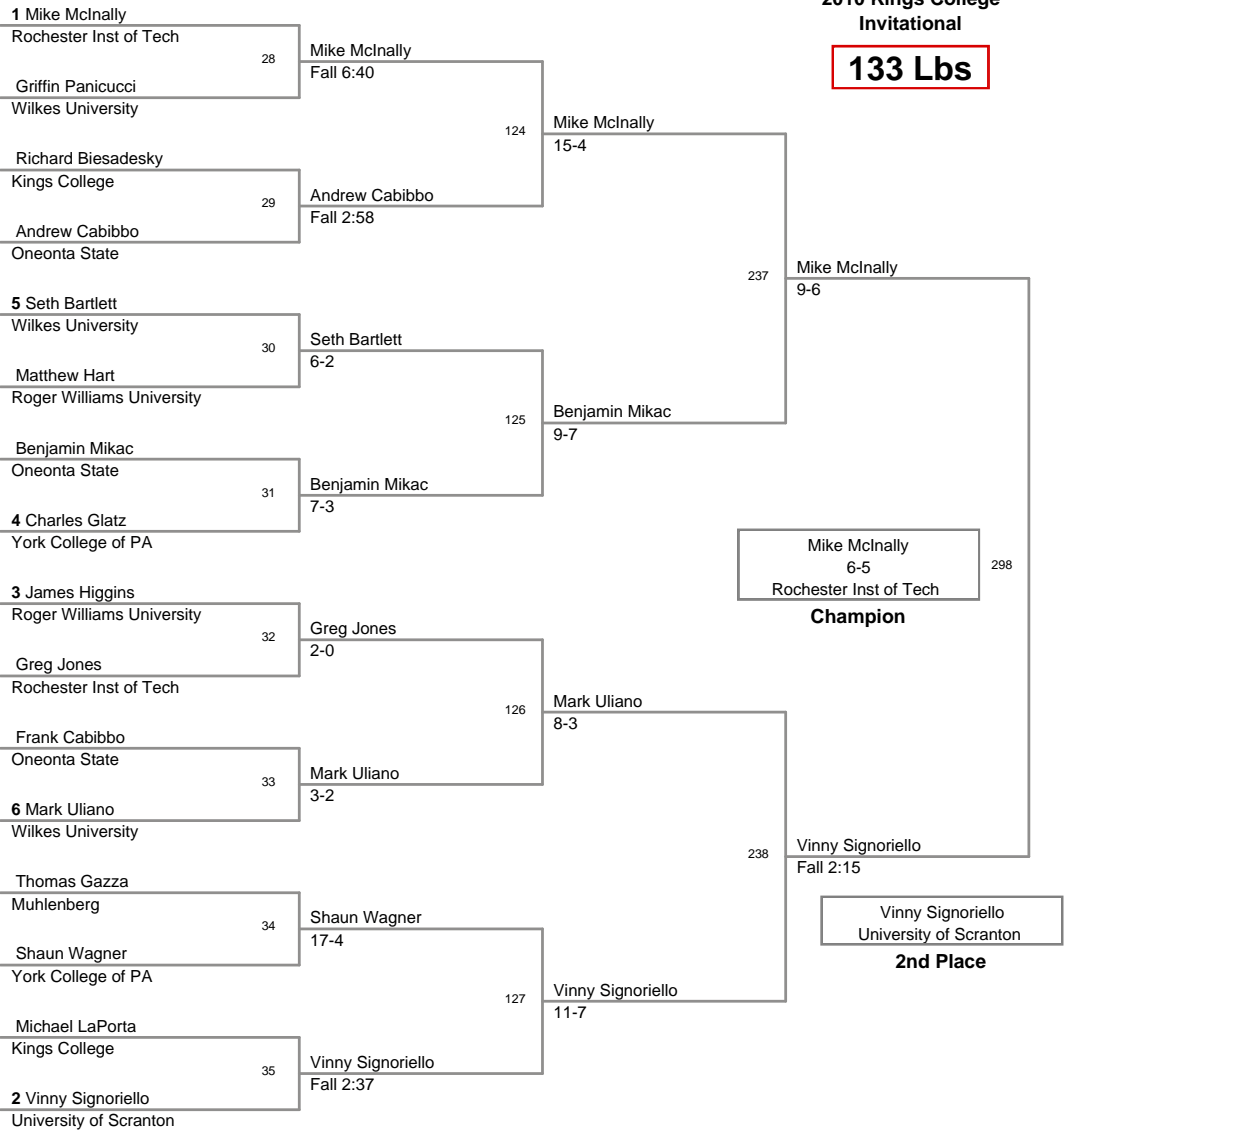 2010 Kings College
Invitational
133 Lbs
1 Mike McInally
Rochester Inst of Tech
28
Griffin Panicucci
Wilkes University
Richard Biesadesky
Kings College
29
Andrew Cabibbo
Oneonta State
5 Seth Bartlett
Wilkes University
30
Matthew Hart
Roger Williams University
Benjamin Mikac
Oneonta State
31
4 Charles Glatz
York College of PA
3 James Higgins
Roger Williams University
32
Greg Jones
Rochester Inst of Tech
Frank Cabibbo
Oneonta State
33
6 Mark Uliano
Wilkes University
Thomas Gazza
Muhlenberg
34
Shaun Wagner
York College of PA
Michael LaPorta
Kings College
35
2 Vinny Signoriello
University of Scranton
Mike McInally
Fall 6:40
124
Andrew Cabibbo
Fall 2:58
Seth Bartlett
6-2
125
Benjamin Mikac
7-3
Greg Jones
2-0
126
Mark Uliano
3-2
Shaun Wagner
17-4
127
Vinny Signoriello
Fall 2:37
Mike McInally
15-4
237
Benjamin Mikac
9-7
Mark Uliano
8-3
238
Vinny Signoriello
11-7
Mike McInally
9-6
298
Vinny Signoriello
Fall 2:15
Mike McInally
6-5
Rochester Inst of Tech
Champion
Vinny Signoriello
University of Scranton
2nd Place